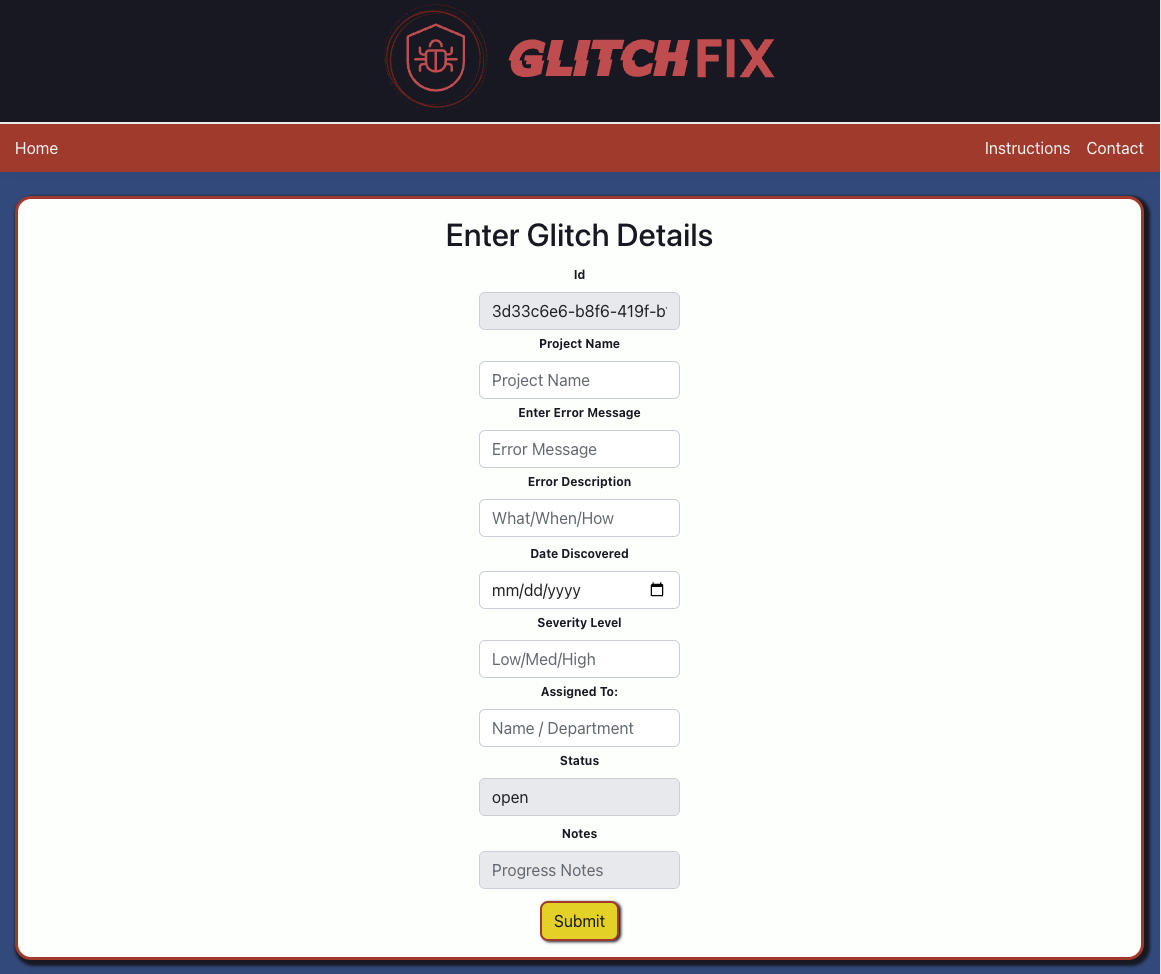 GLITCHFIX
Home Instructions Contact
Enter Glitch Details
Id
3d33c6e6-b8f6-419f-b
Project Name
Project Name
Enter Error Message
Error Message
Error Description
What/When/How
Date Discovered
mm/dd/yyyy
Severity Level
Low/Med/High
Assigned To:
Name / Department
Status
open
Notes
Progress Notes
Submit